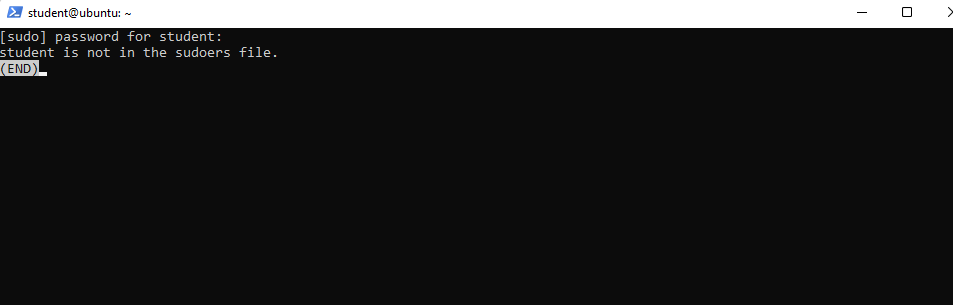 student@ubuntu: ~
[sudo] password for student:
student is not in the sudoers file.
(END)